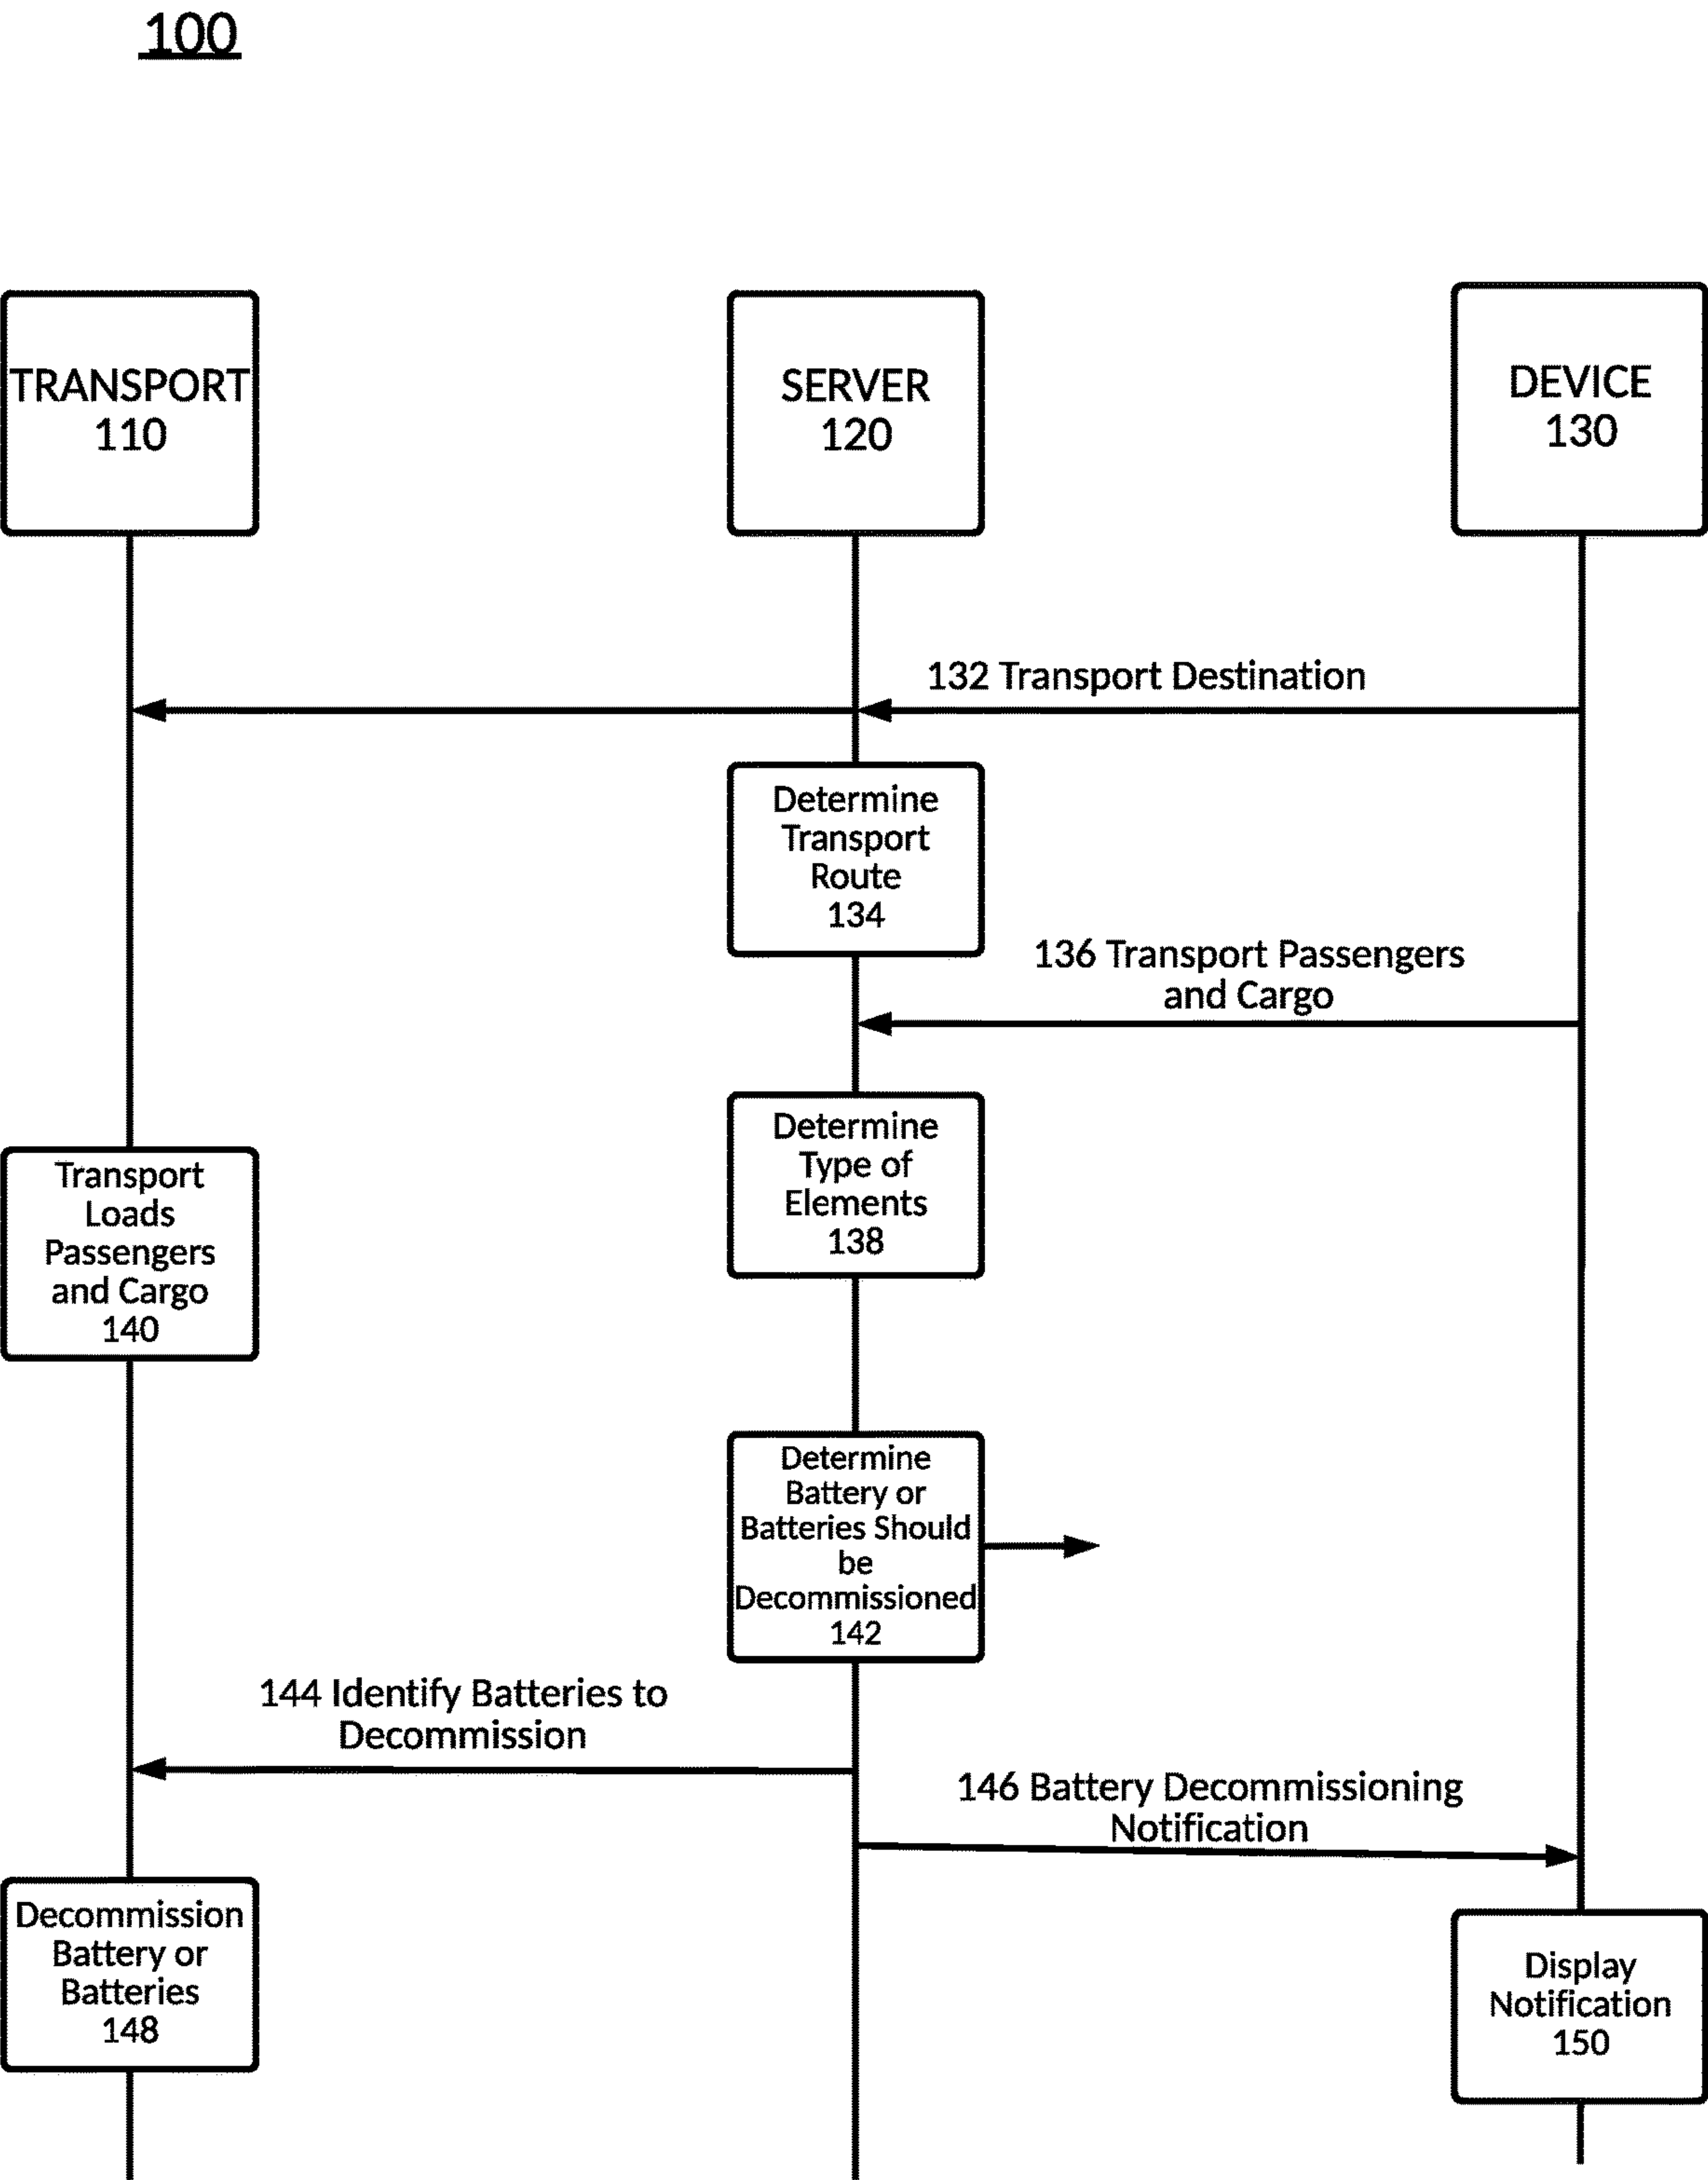 100
TRANSPORT
110
SERVER
120
DEVICE
130
132 Transport Destination
Determine
Transport
Route
134
136 Transport Passengers
and Cargo
Determine
Type of
Elements
138
Transport
Loads
Passengers
and Cargo
140
Determine
Battery or
Batteries Should
be
Decommissioned
142
144 Identify Batteries to
Decommission
146 Battery Decommissioning
Notification
Decommission
Battery or
Batteries
148
Display
Notification
150